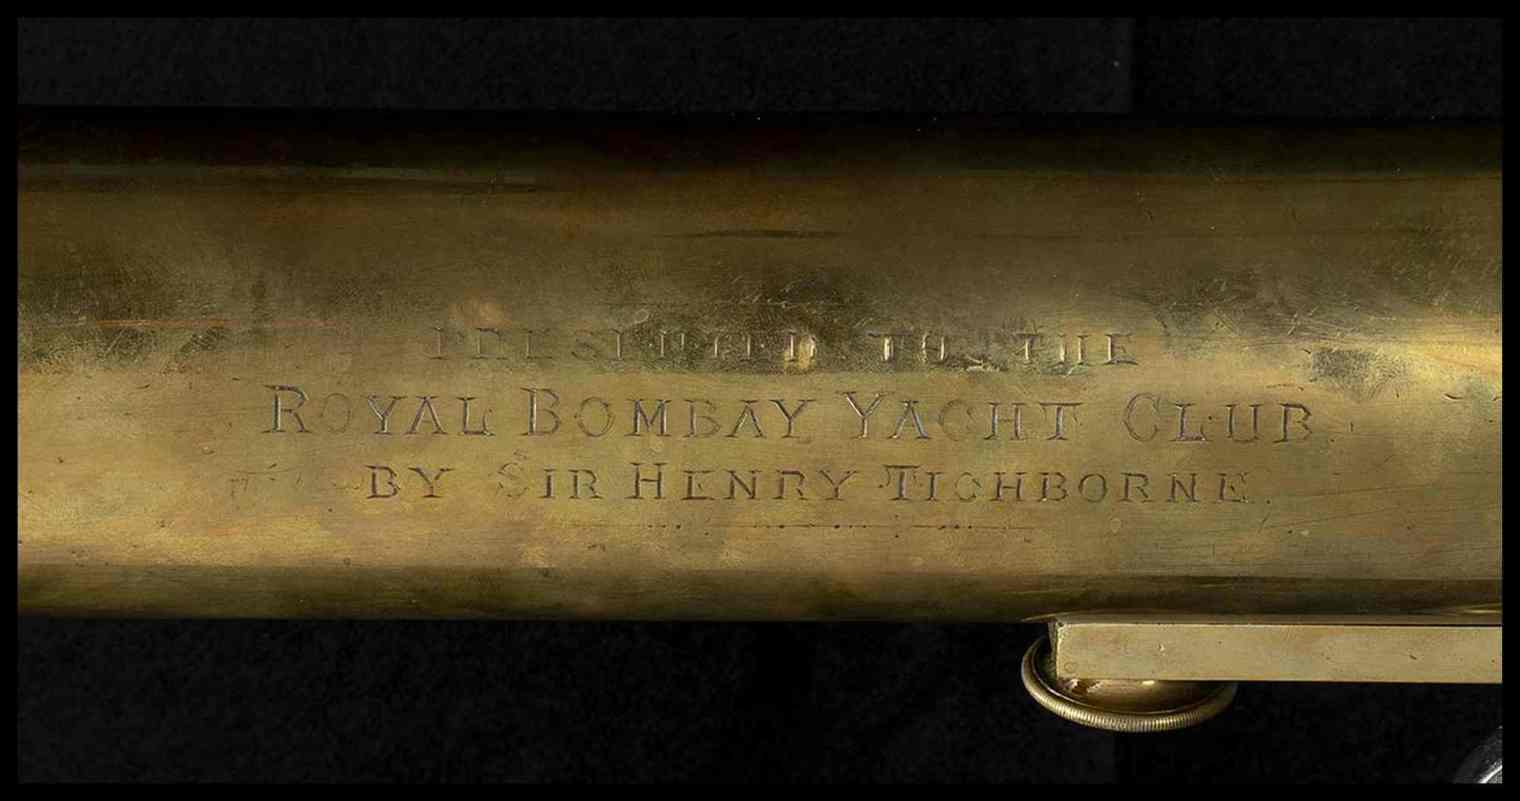 PRESENTED TO THE
ROYAL BOMBAY YACHT CLUB
BY SIR HENRY TICHBORNE